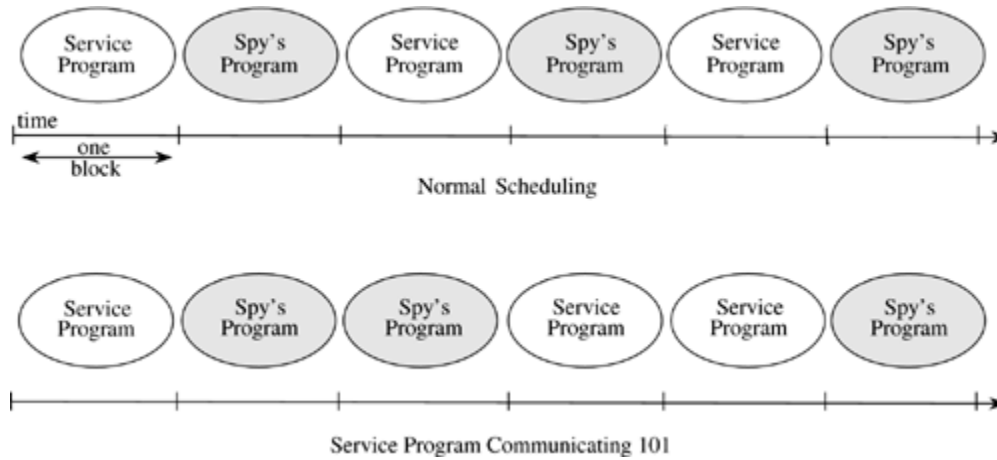 Service Program
Spy's Program
Service Program
Spy's Program
Service Program
Spy's Program
time
one block
Normal Scheduling
Service Program
Spy's Program
Spy's Program
Service Program
Service Program
Spy's Program
Service Program Communicating 101